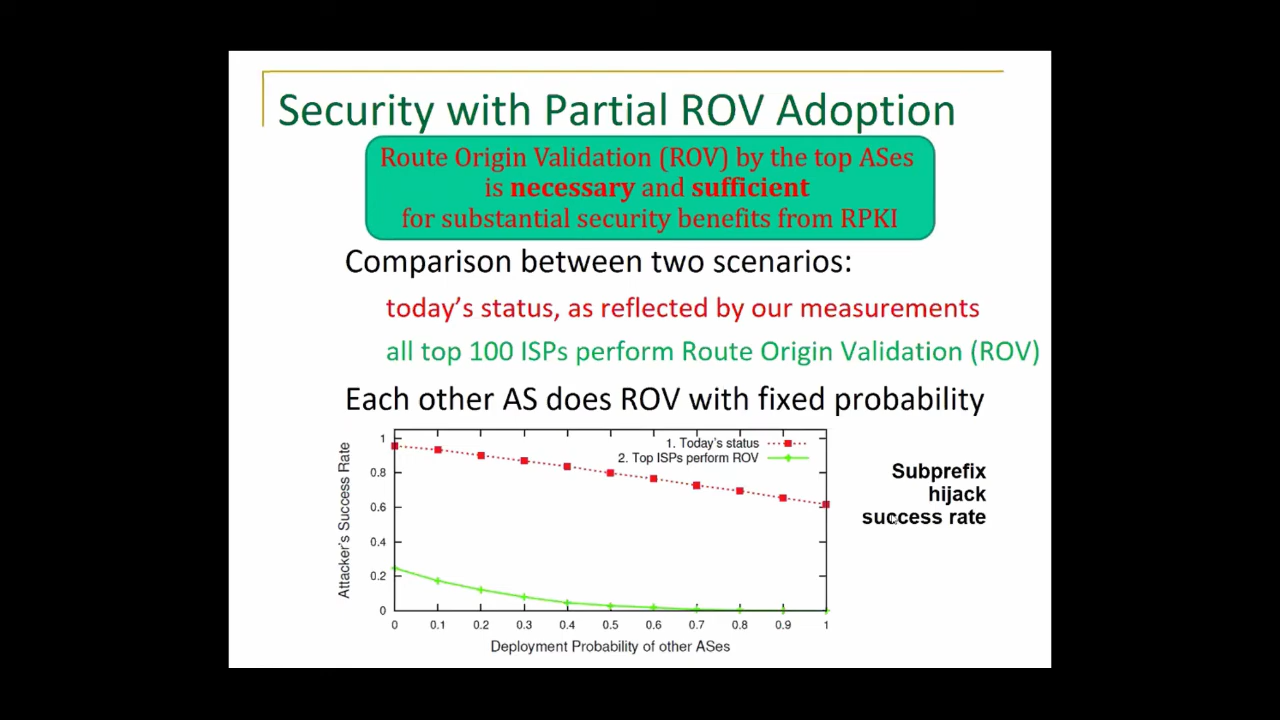 Security with Partial ROV Adoption
Route Origin Validation (ROV) by the top ASes
is necessary and sufficient
for substantial security benefits from RPKI
Comparison between two scenarios:
today's status, as reflected by our measurements
all top 100 ISPs perform Route Origin Validation (ROV)
Each other AS does ROV with fixed probability
1. Today's status
2. Top ISPs perform ROV
Attacker's Success Rate
1
0.8
0.6
0.4
0.2
0
0 0.1 0.2 0.3 0.4 0.5 0.6 0.7 0.8 0.9 1
Deployment Probability of other ASes
Subprefix
hijack
success rate